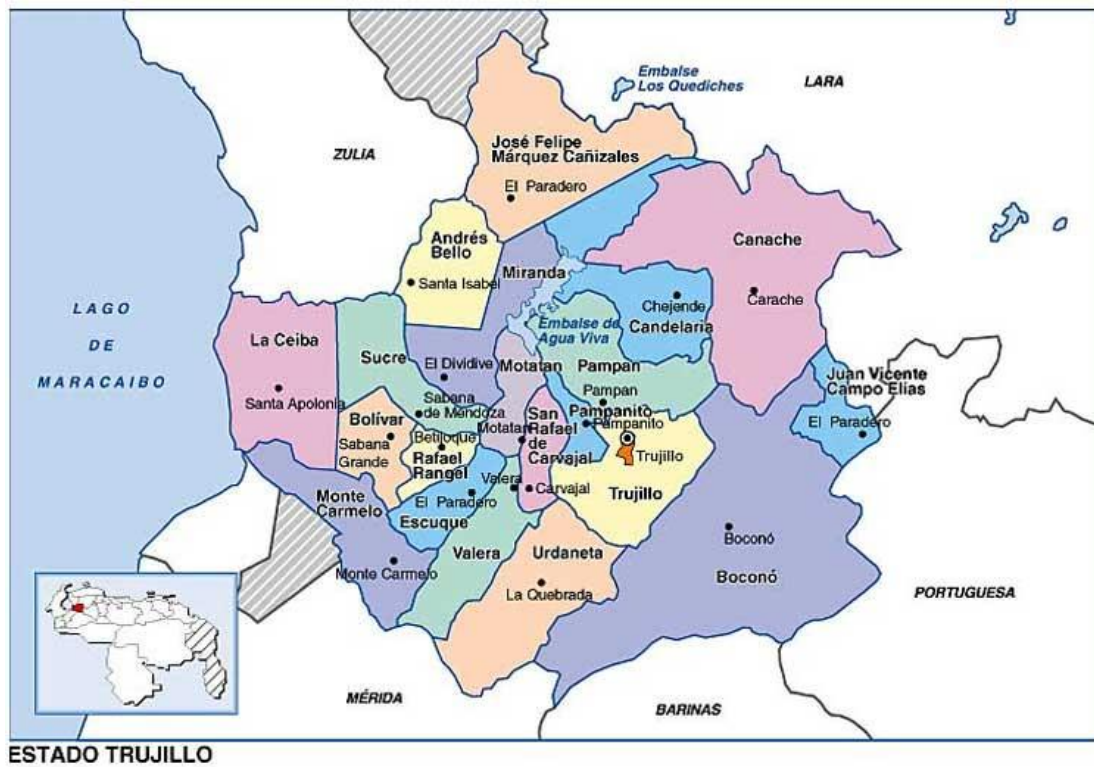 Embalse
Los Quediches
LARA
ZULIA
José Felipe
Márquez Cañizales
El Paradero
Andrés
Bello
Santa Isabel
Miranda
Canache
Carache
Chejende
Candelaria
LAGO
DE
MARACAIBO
La Ceiba
Santa Apolonia
Sucre
El Dividive
Sabana
de Mendoza
Motatan
Motatan
Embalse de
Agua Viva
Pampan
Pampan
Pampanito
Pampanito
Juan Vicente
Campo Elias
El Paradero
Bolívar
Sabana
Grande
Betijoque
Rafael
Rangel
San
Rafael
de
Carvajal
Carvajal
Trujillo
Trujillo
Monte
Carmelo
Monte Carmelo
El Paradero
Escuque
Valera
Valera
Urdaneta
La Quebrada
Boconó
Boconó
PORTUGUESA
MÉRIDA
BARINAS
ESTADO TRUJILLO